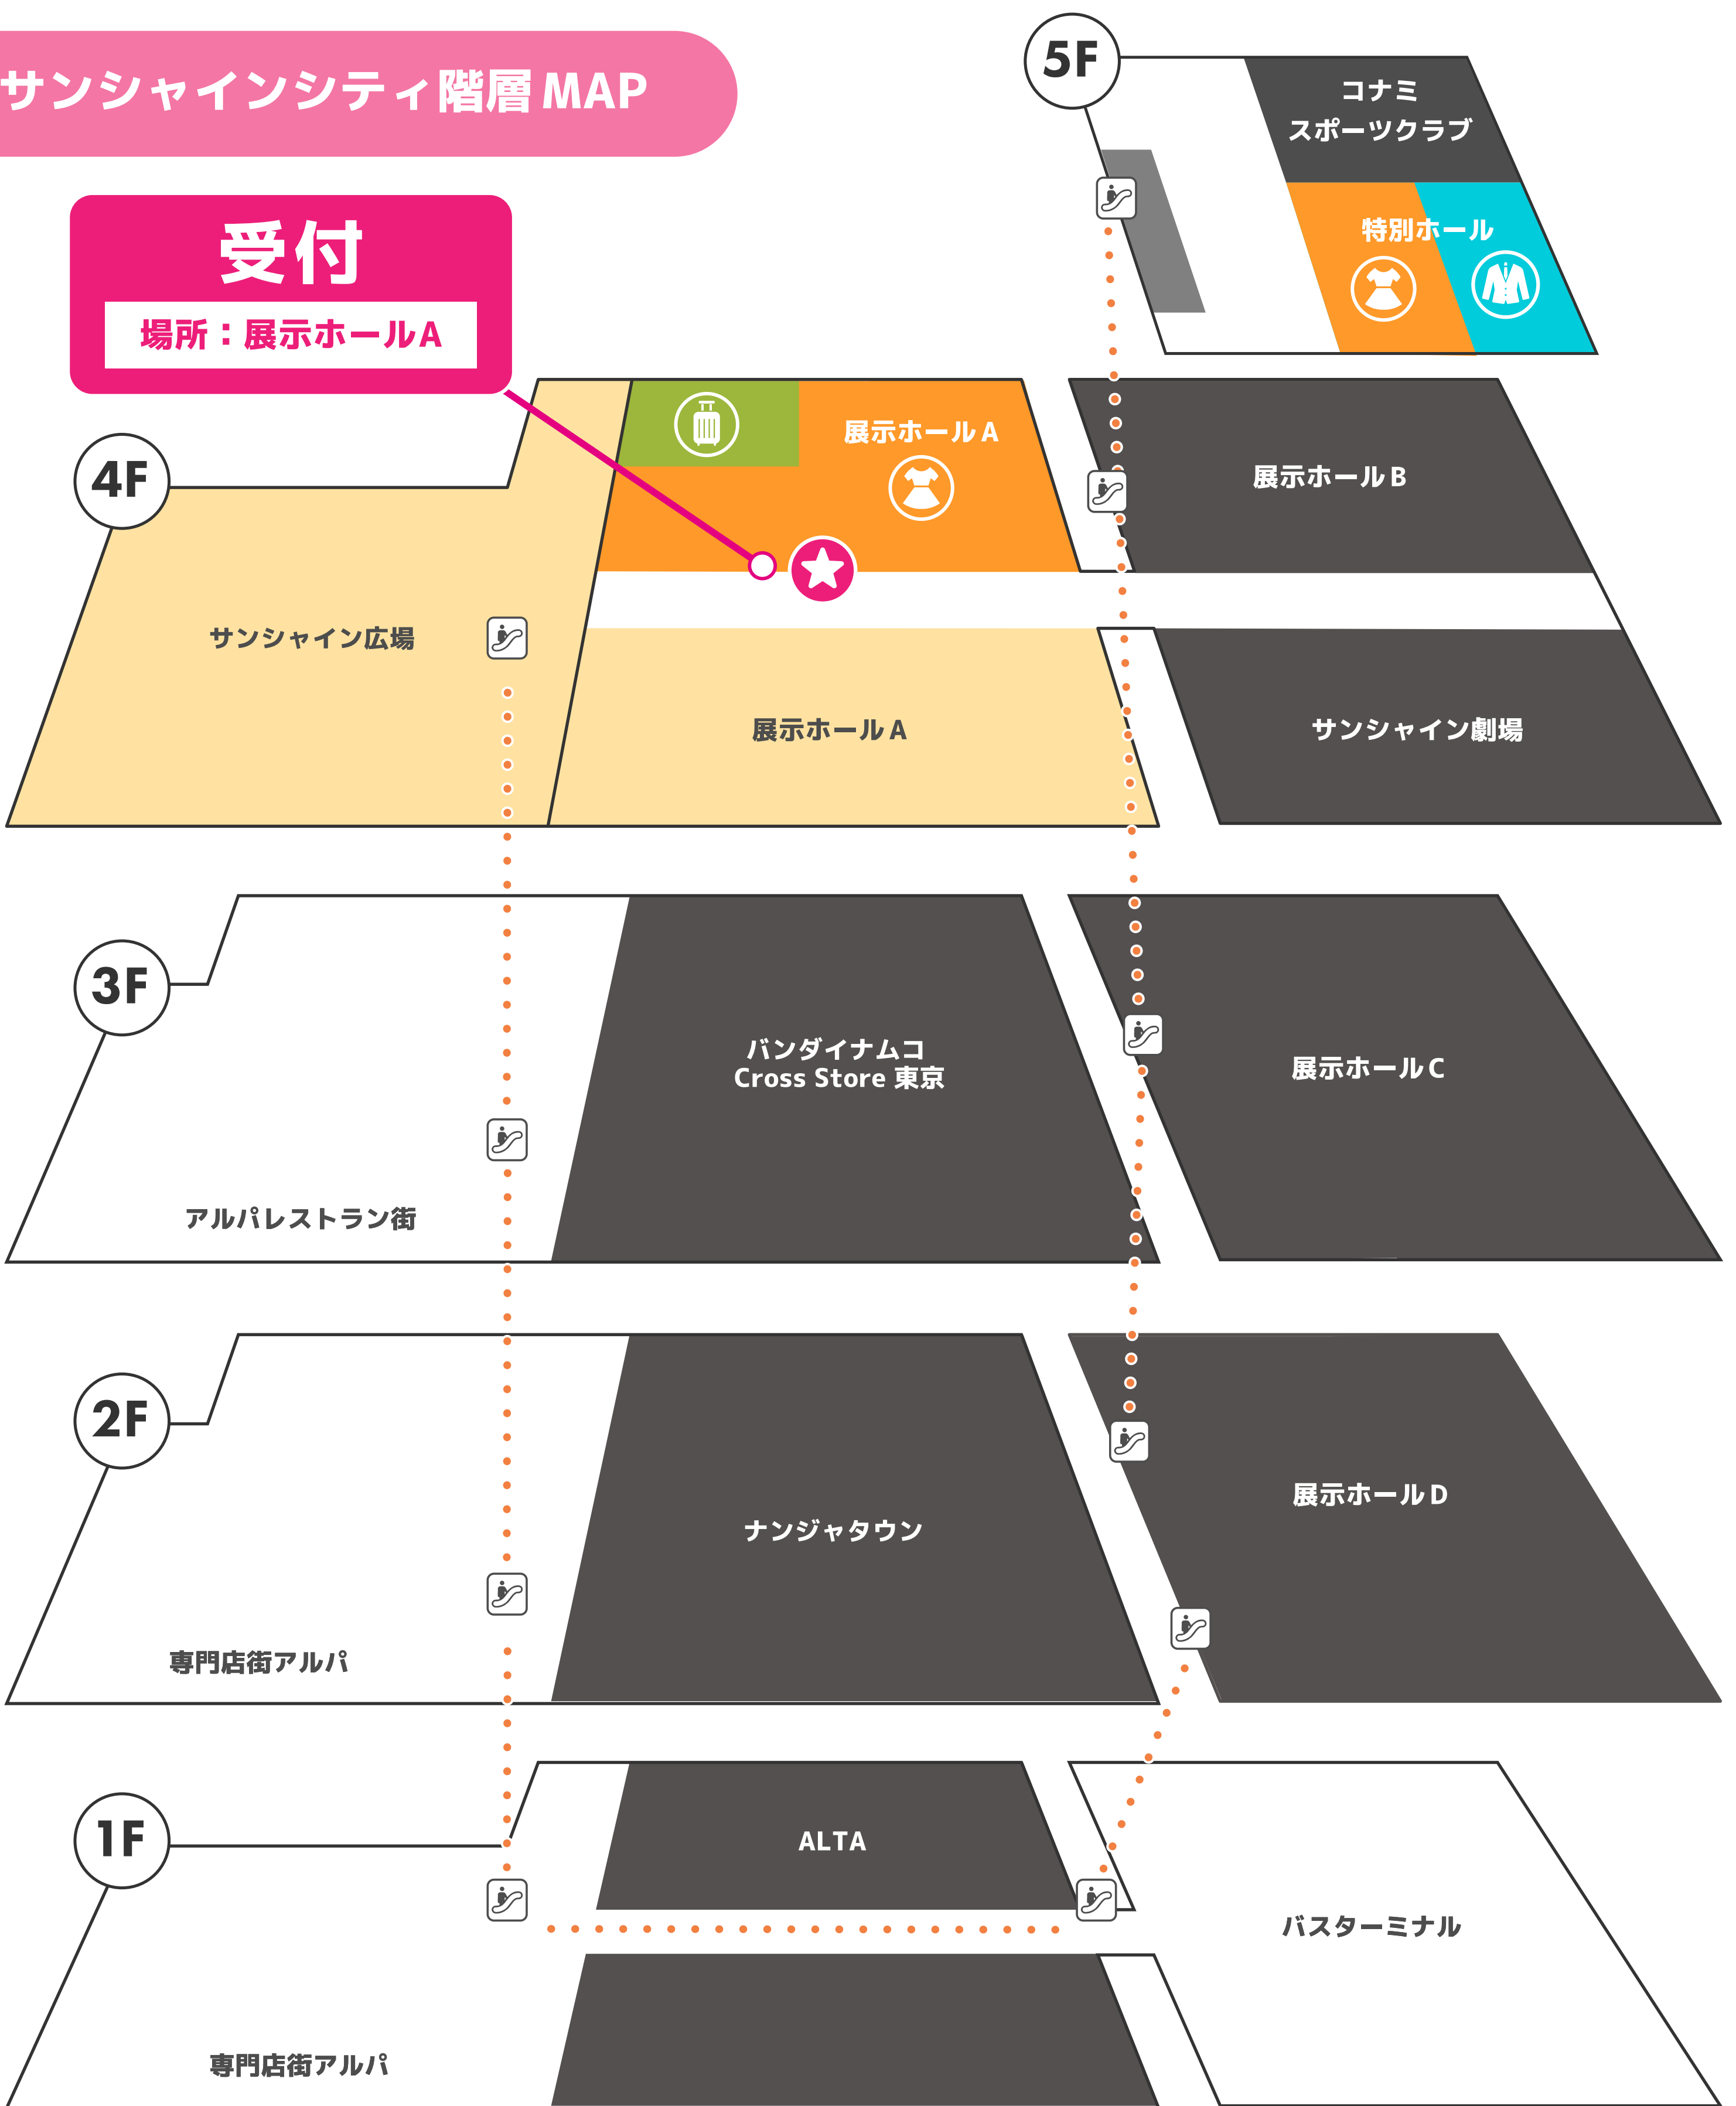 サンシャインシティ階層MAP
5F
コナミ
スポーツクラブ
特別ホール
受付
場所：展示ホールA
4F
展示ホールA
展示ホールB
サンシャイン広場
展示ホールA
サンシャイン劇場
3F
バンダイナムコ
Cross Store 東京
展示ホールC
アルパレストラン街
2F
展示ホールD
ナンジャタウン
専門店街アルパ
1F
ALTA
バスターミナル
専門店街アルパ